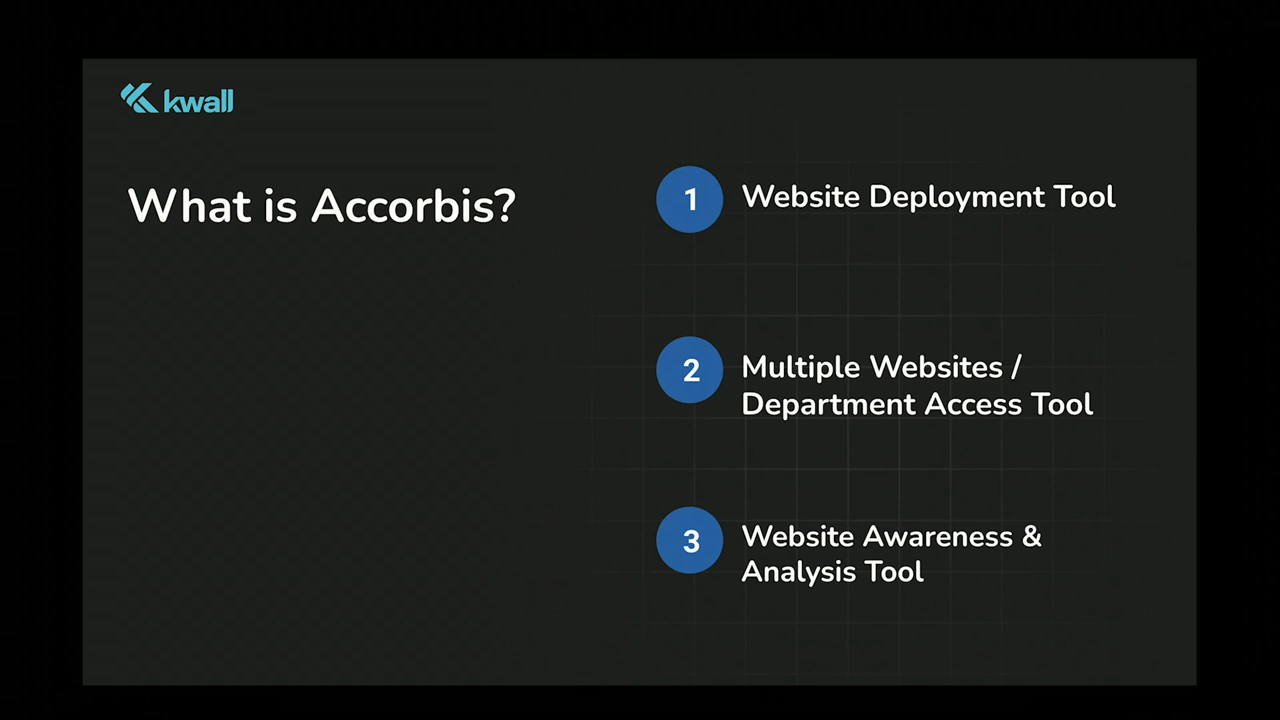 kwall
What is Accorbis?
1
Website Deployment Tool
2
Multiple Websites /
Department Access Tool
3
Website Awareness &
Analysis Tool